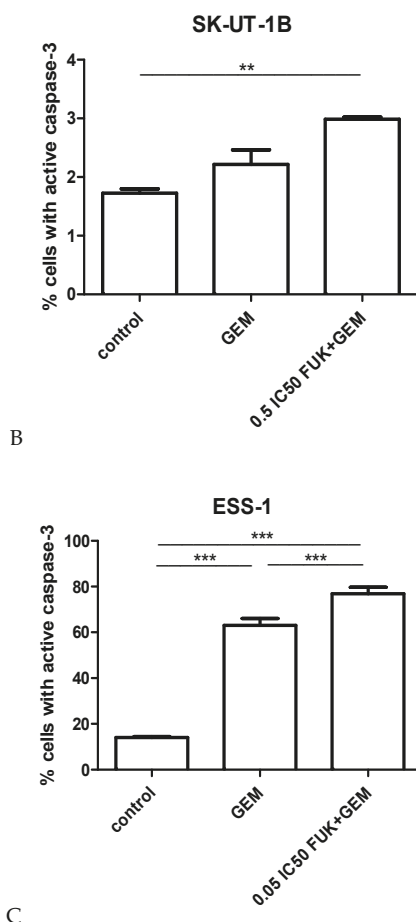 SK-UT-1B
% cells with active caspase-3
4
**
3
2
1
0
control
GEM
0.5 IC50 FUK+GEM
B
ESS-1
% cells with active caspase-3
100
***
***
***
80
60
40
20
0
control
GEM
0.05 IC50 FUK+GEM
C